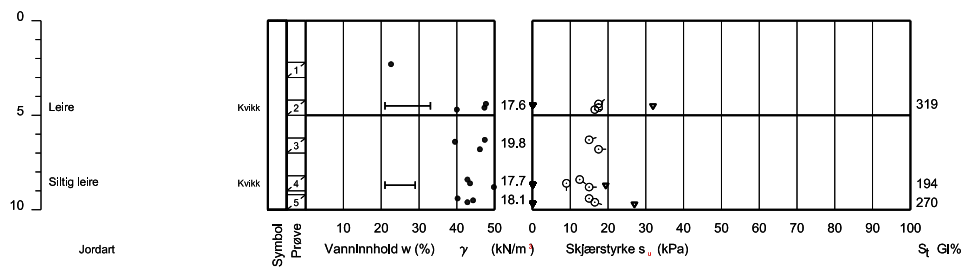 0
1
Leire Kvikk 2 17.6 319
5
3 19.8
Siltig leire Kvikk 4 17.7 194
5 18.1 270
10
10 20 30 40 50 0 10 20 30 40 50 60 70 80 90 100
Jordart Symbol Prøve VannInnhold w (%) γ (kN/m³) Skjærstyrke su (kPa) St Gl%